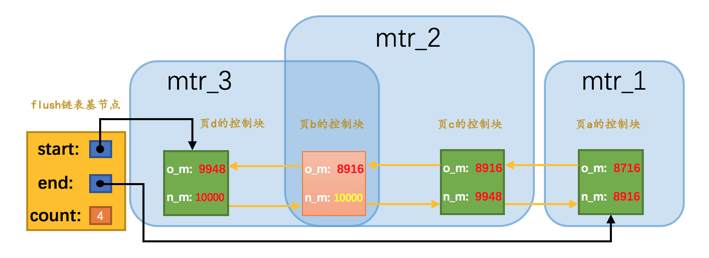 mtr_2
mtr_3
mtr_1
flush链表基节点
页d的控制块
页b的控制块
页c的控制块
页a的控制块
start:
end:
count: 4
o_m: 9948
n_m: 10000
o_m: 8916
n_m: 10000
o_m: 8916
n_m: 9948
o_m: 8716
n_m: 8916